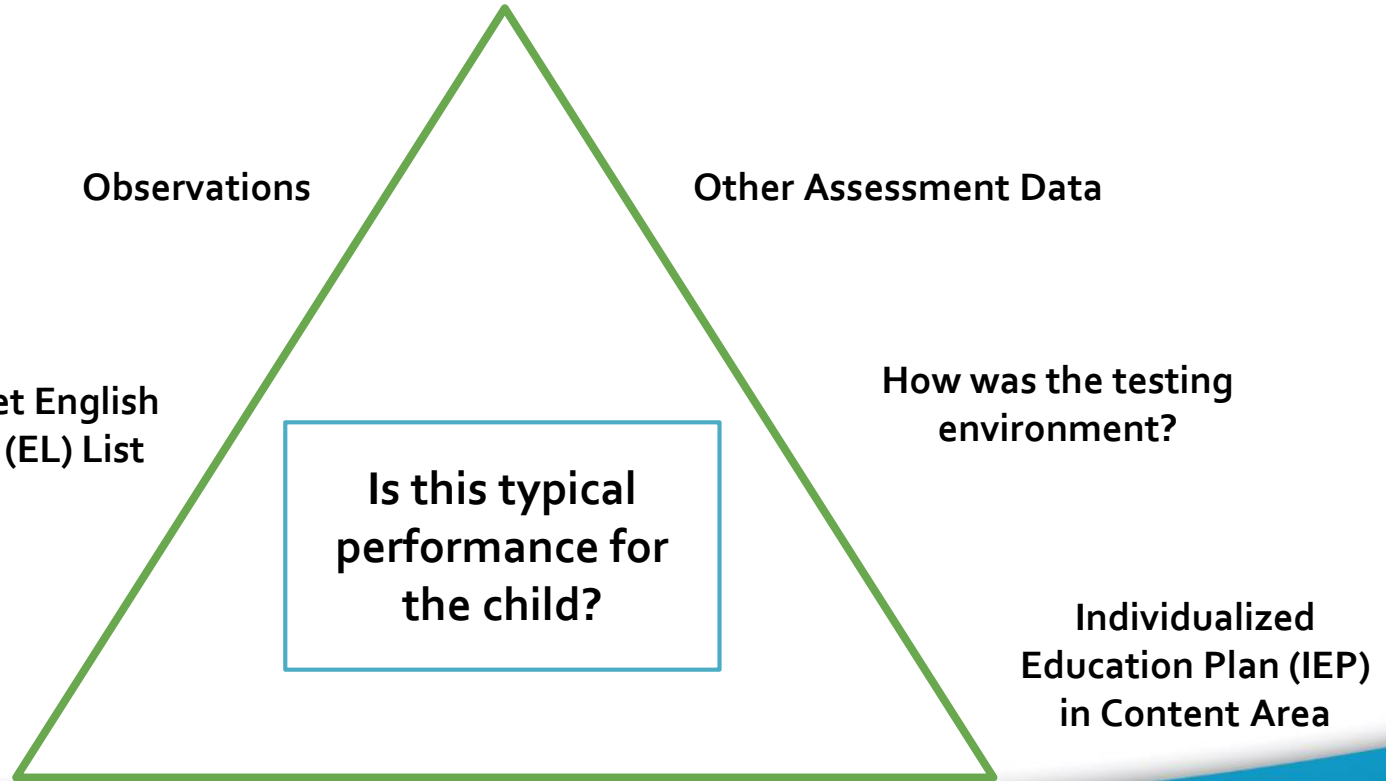 Observations
Other Assessment Data
English
(EL) List
How was the testing
environment?
Is this typical
performance for
the child?
Individualized
Education Plan (IEP)
in Content Area